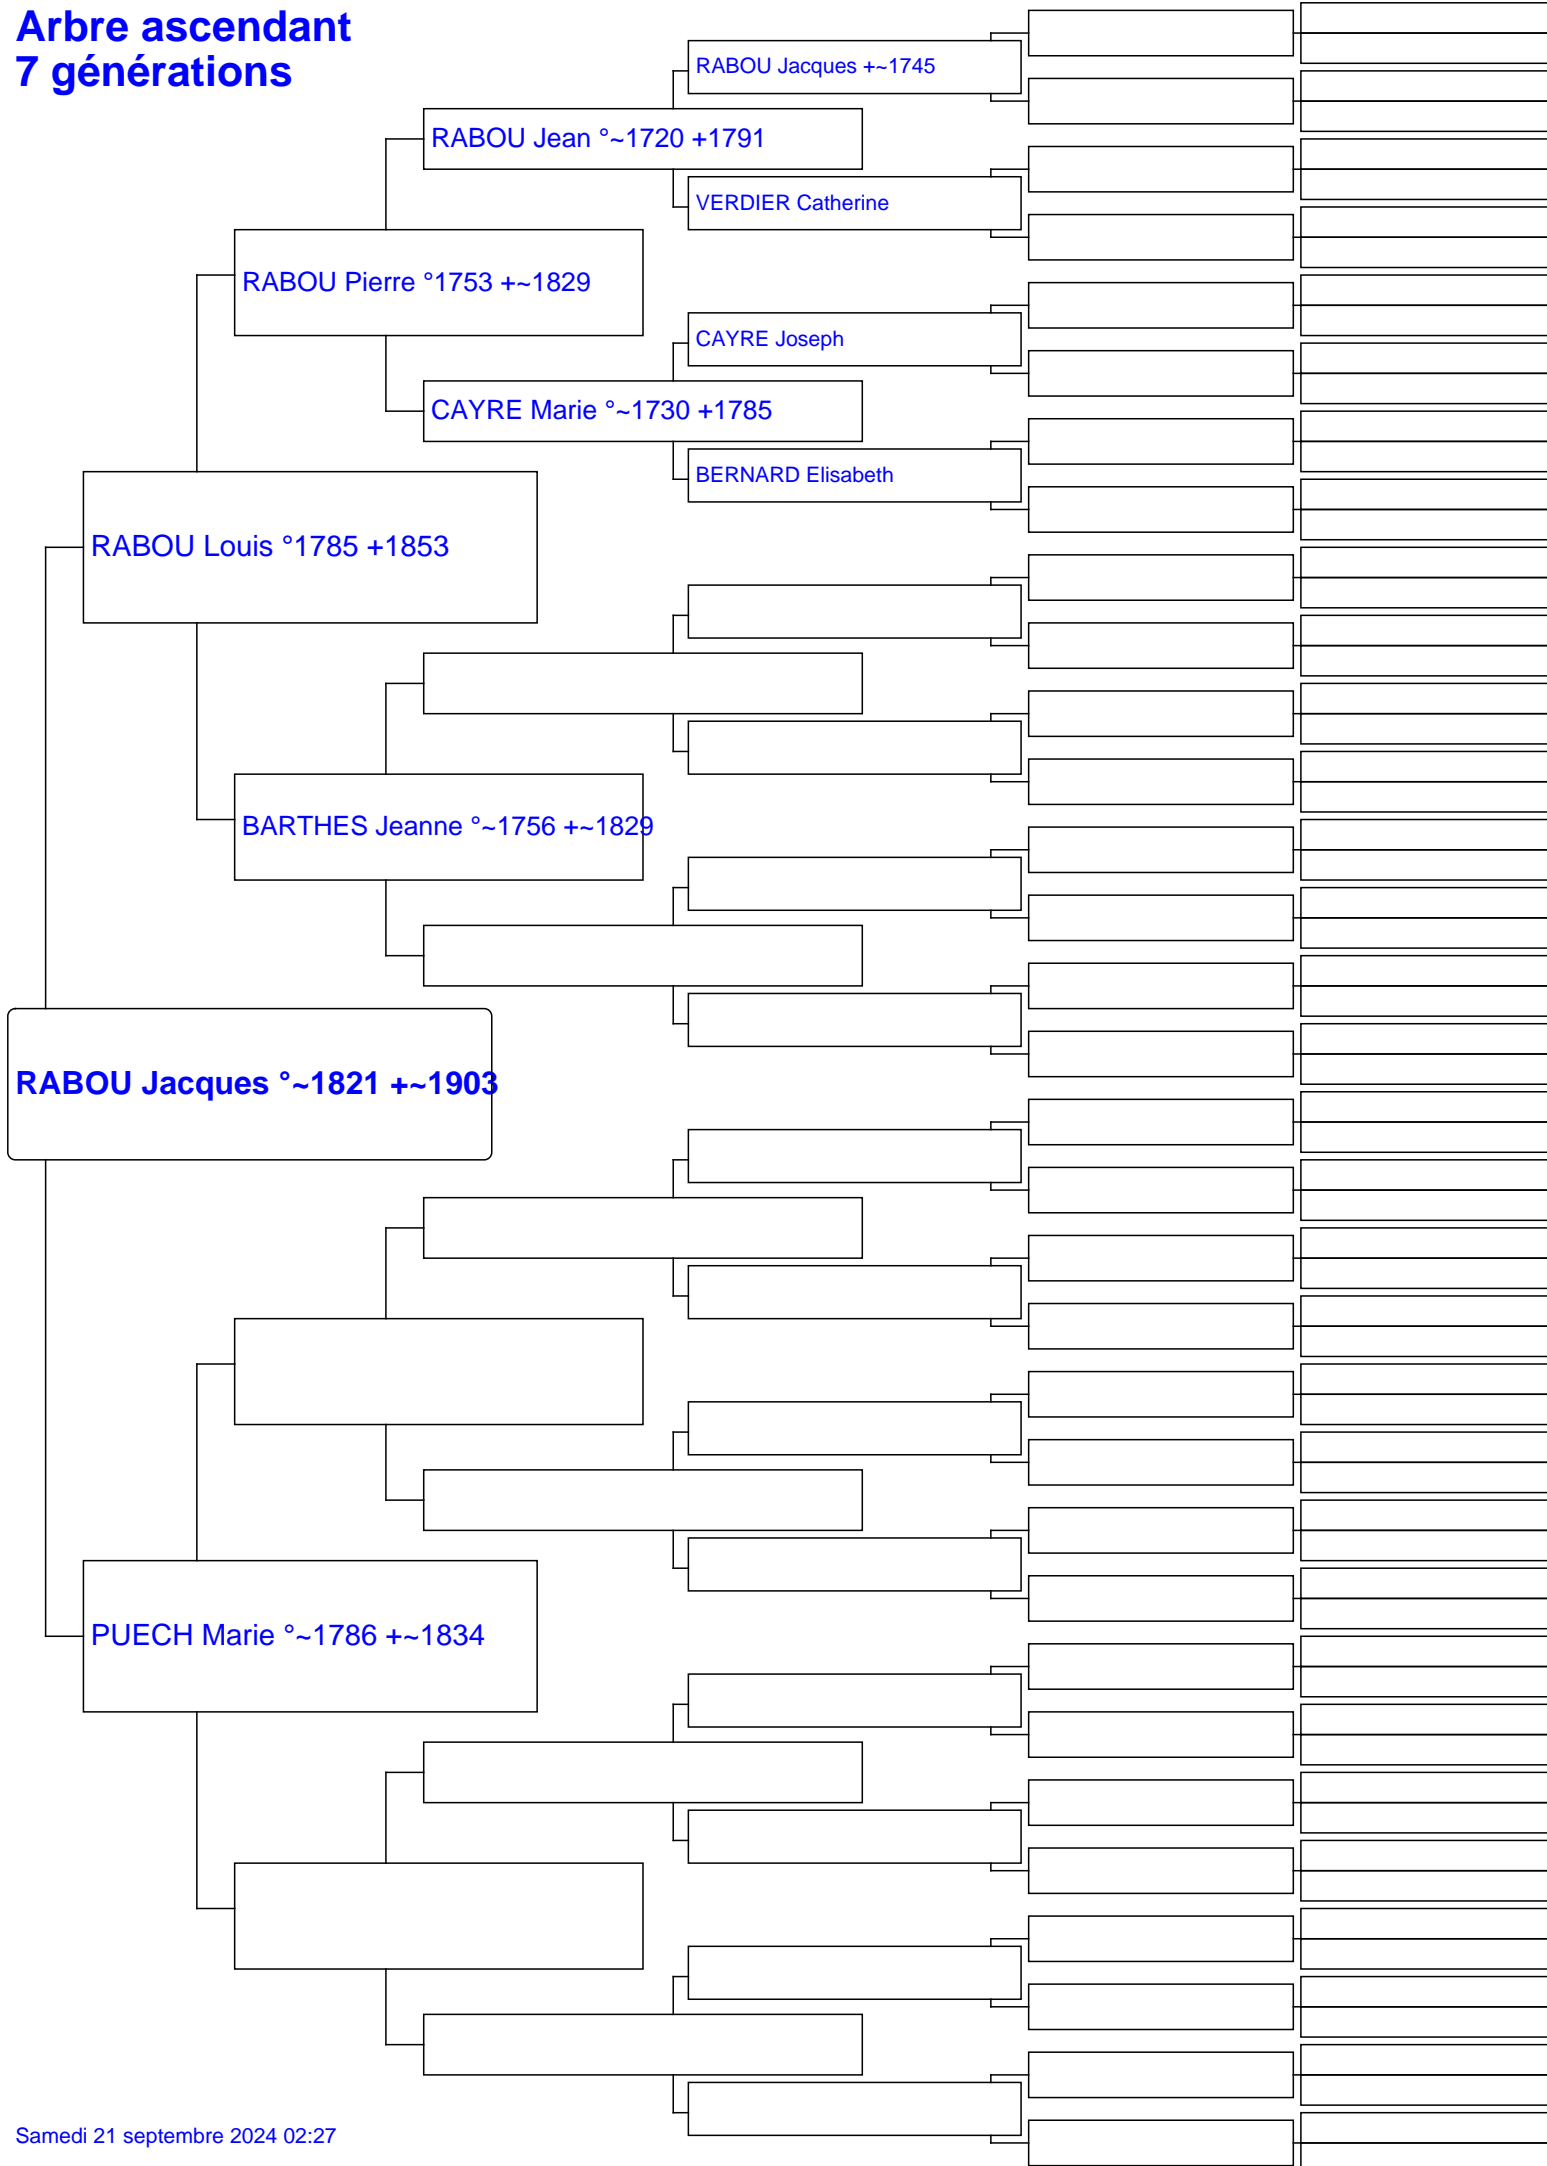 Arbre ascendant
7 générations
RABOU Jacques +~1745
RABOU Jean °~1720 +1791
VERDIER Catherine
RABOU Pierre °1753 +~1829
CAYRE Joseph
CAYRE Marie °~1730 +1785
BERNARD Elisabeth
RABOU Louis °1785 +1853
BARTHES Jeanne °~1756 +~1829
RABOU Jacques °~1821 +~1903
PUECH Marie °~1786 +~1834
Samedi 21 septembre 2024 02:27